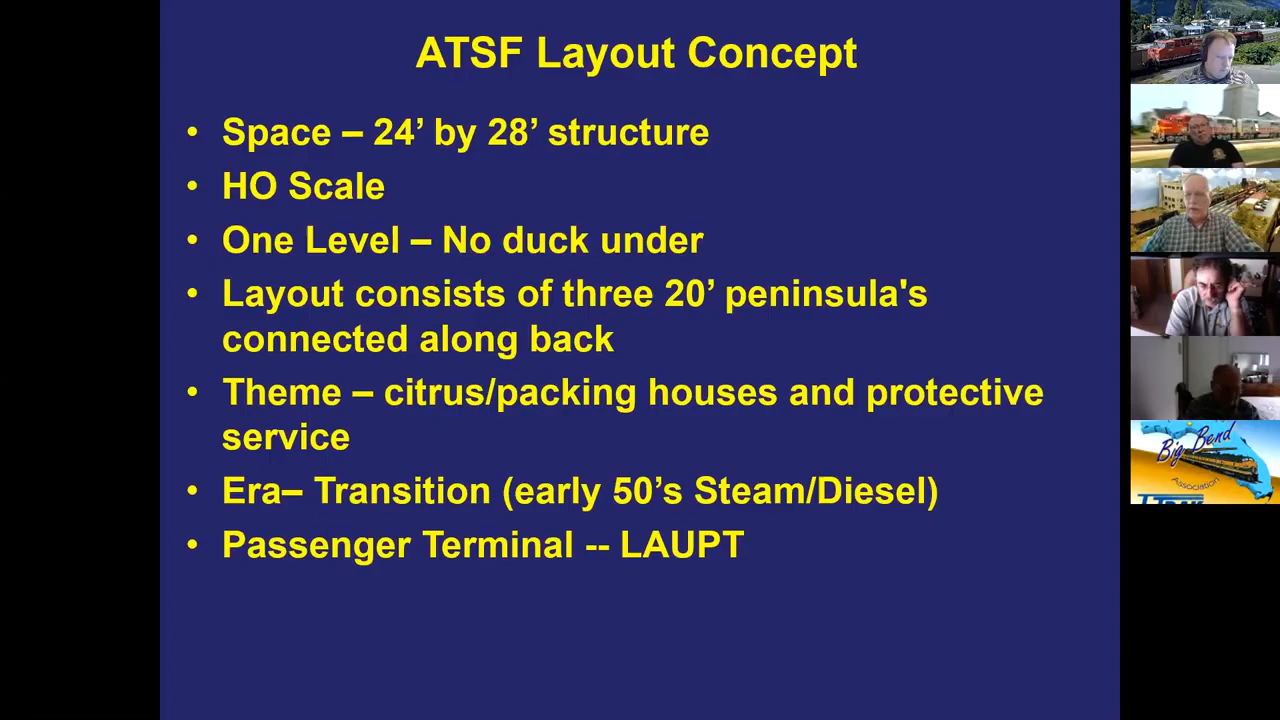 ATSF Layout Concept
• Space – 24’ by 28’ structure
• HO Scale
• One Level – No duck under
• Layout consists of three 20’ peninsula's
connected along back
• Theme – citrus/packing houses and protective
service
• Era– Transition (early 50’s Steam/Diesel)
• Passenger Terminal -- LAUPT
Big Bend
Association